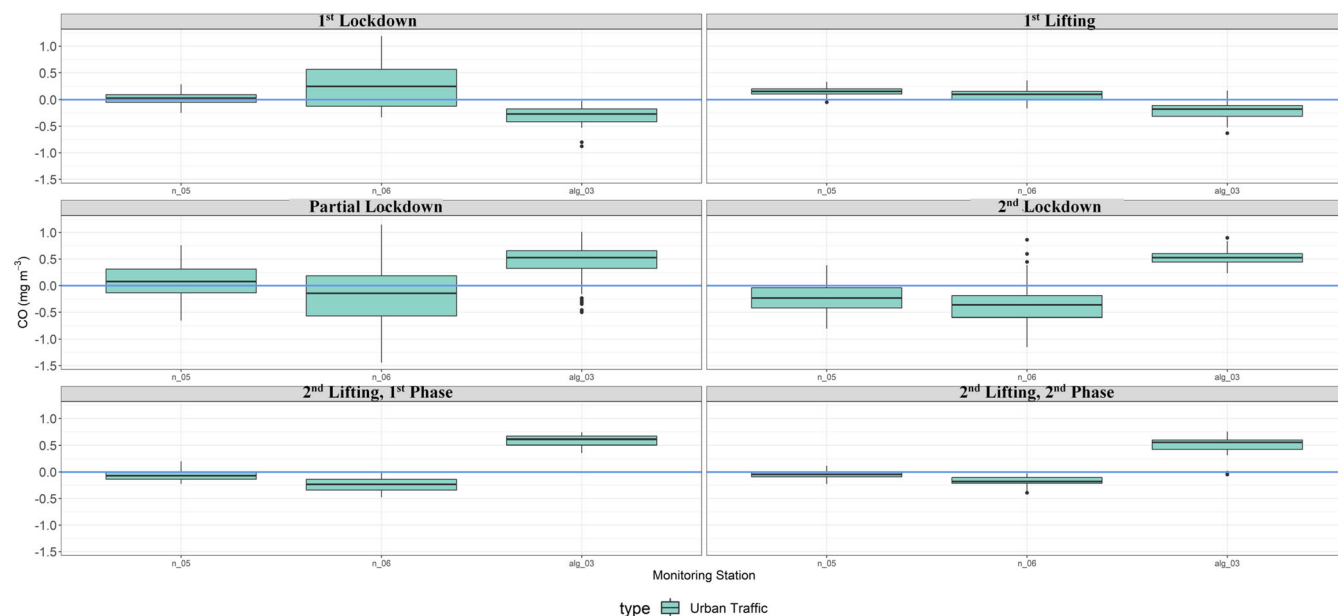 1st Lockdown
1st Lifting
1.0
0.5
0.0
-0.5
-1.0
-1.5
n_05 n_06 alg_03
n_05 n_06 alg_03
Partial Lockdown
2nd Lockdown
1.0
0.5
0.0
-0.5
-1.0
-1.5
CO (mg m⁻³)
n_05 n_06 alg_03
n_05 n_06 alg_03
2nd Lifting, 1st Phase
2nd Lifting, 2nd Phase
1.0
0.5
0.0
-0.5
-1.0
-1.5
n_05 n_06 alg_03
n_05 n_06 alg_03
Monitoring Station
type Urban Traffic